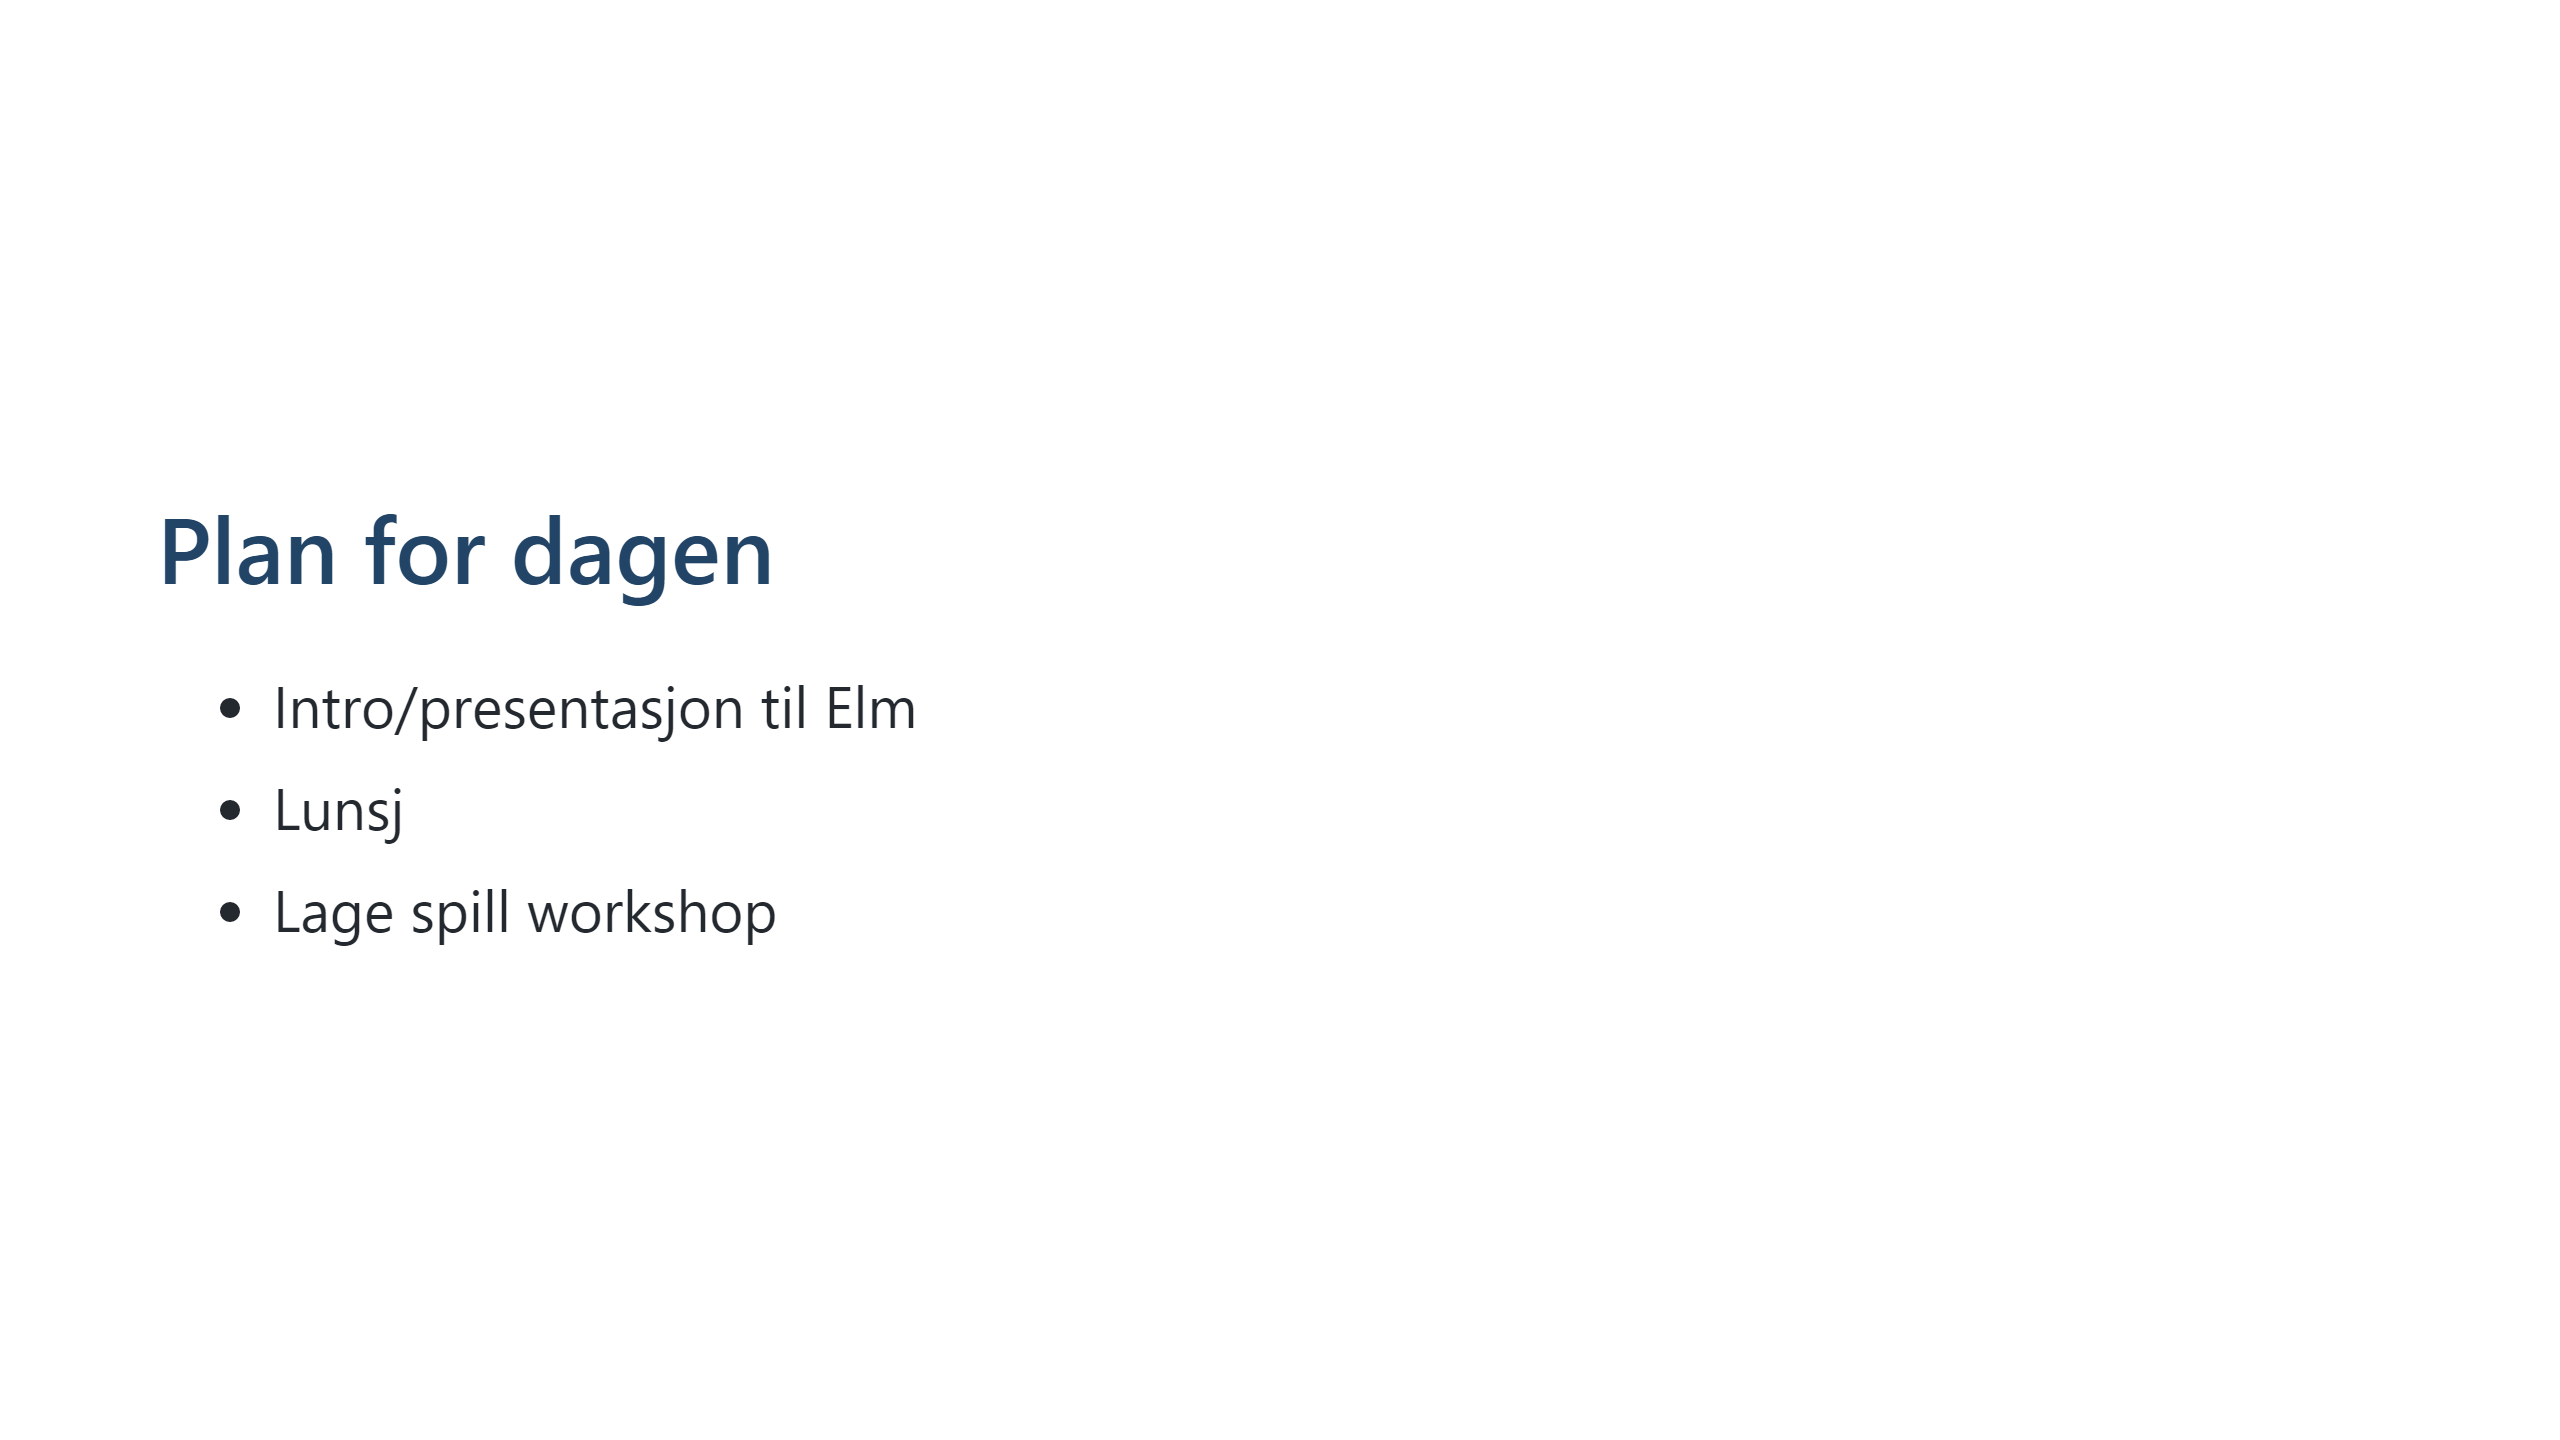 Plan for dagen
Intro/presentasjon til Elm
Lunsj
Lage spill workshop